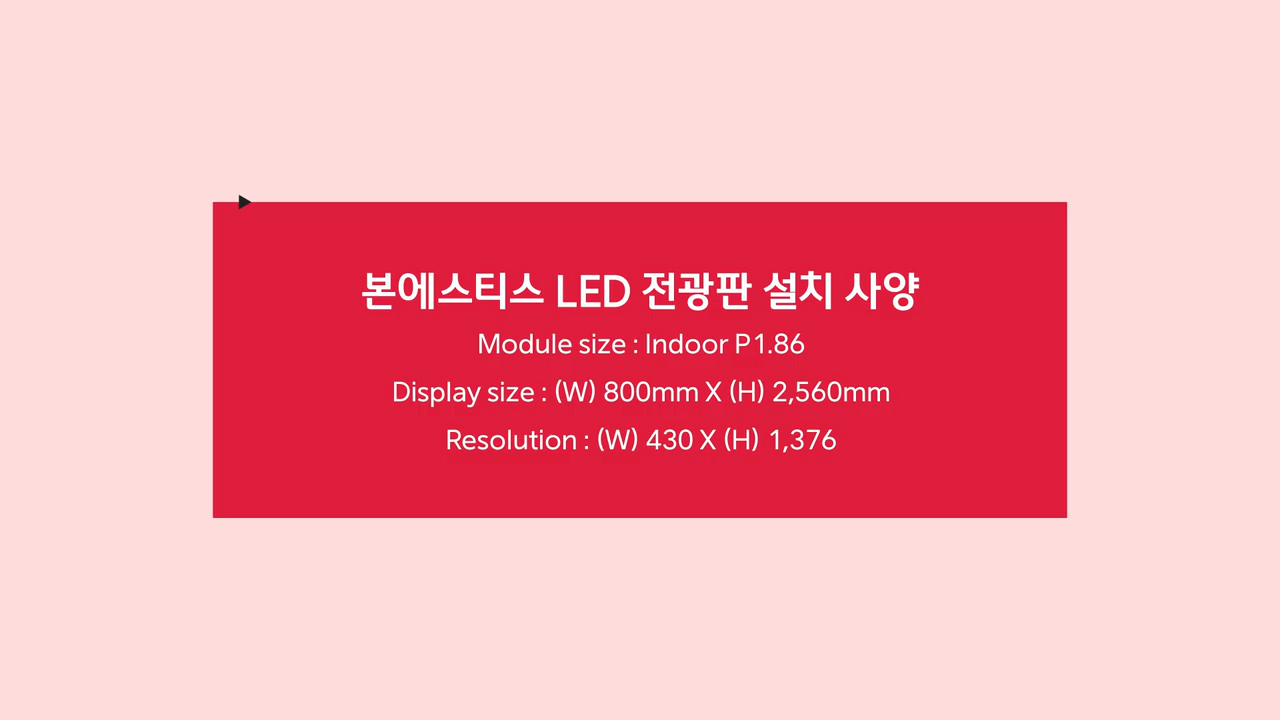 본에스티스 LED 전광판 설치 사양
Module size : Indoor P1.86
Display size : (W) 800mm X (H) 2,560mm
Resolution : (W) 430 X (H) 1,376